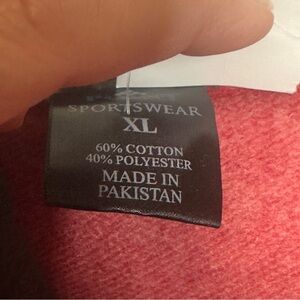 SPORTSWEAR
XL
60% COTTON
40% POLYESTER
MADE IN
PAKISTAN